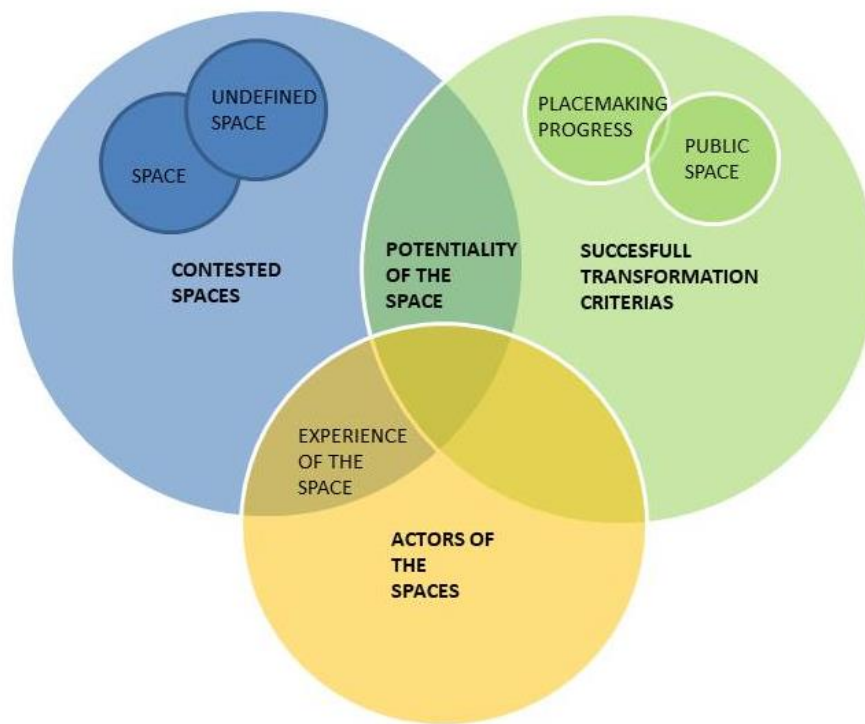 UNDEFINED
SPACE
SPACE
PLACEMAKING
PROGRESS
PUBLIC
SPACE
CONTESTED
SPACES
POTENTIALITY
OF THE
SPACE
SUCCESFULL
TRANSFORMATION
CRITERIAS
EXPERIENCE
OF THE
SPACE
ACTORS OF
THE
SPACES